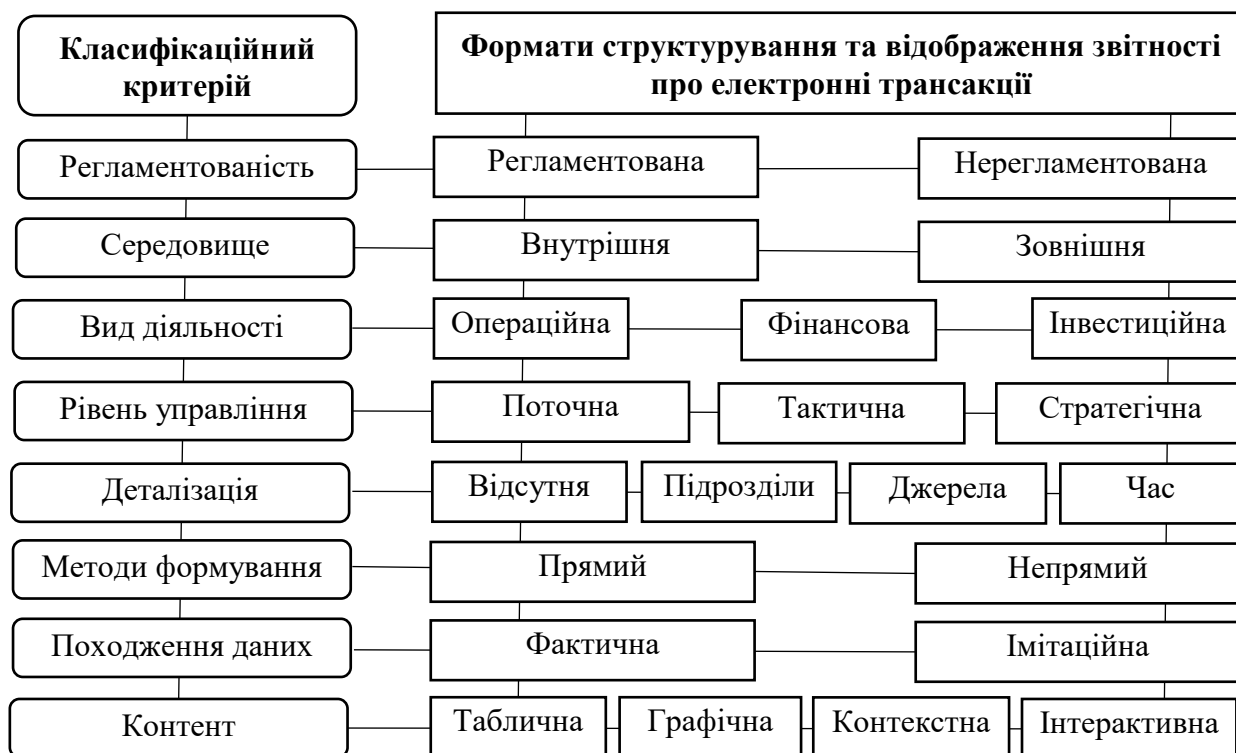 Класифікаційний
критерій
Формати структурування та відображення звітності
про електронні трансакції
Регламентованість
Регламентована
Нерегламентована
Середовище
Внутрішня
Зовнішня
Вид діяльності
Операційна
Фінансова
Інвестиційна
Рівень управління
Поточна
Тактична
Стратегічна
Деталізація
Відсутня
Підрозділи
Джерела
Час
Методи формування
Прямий
Непрямий
Походження даних
Фактична
Імітаційна
Контент
Таблична
Графічна
Контекстна
Інтерактивна